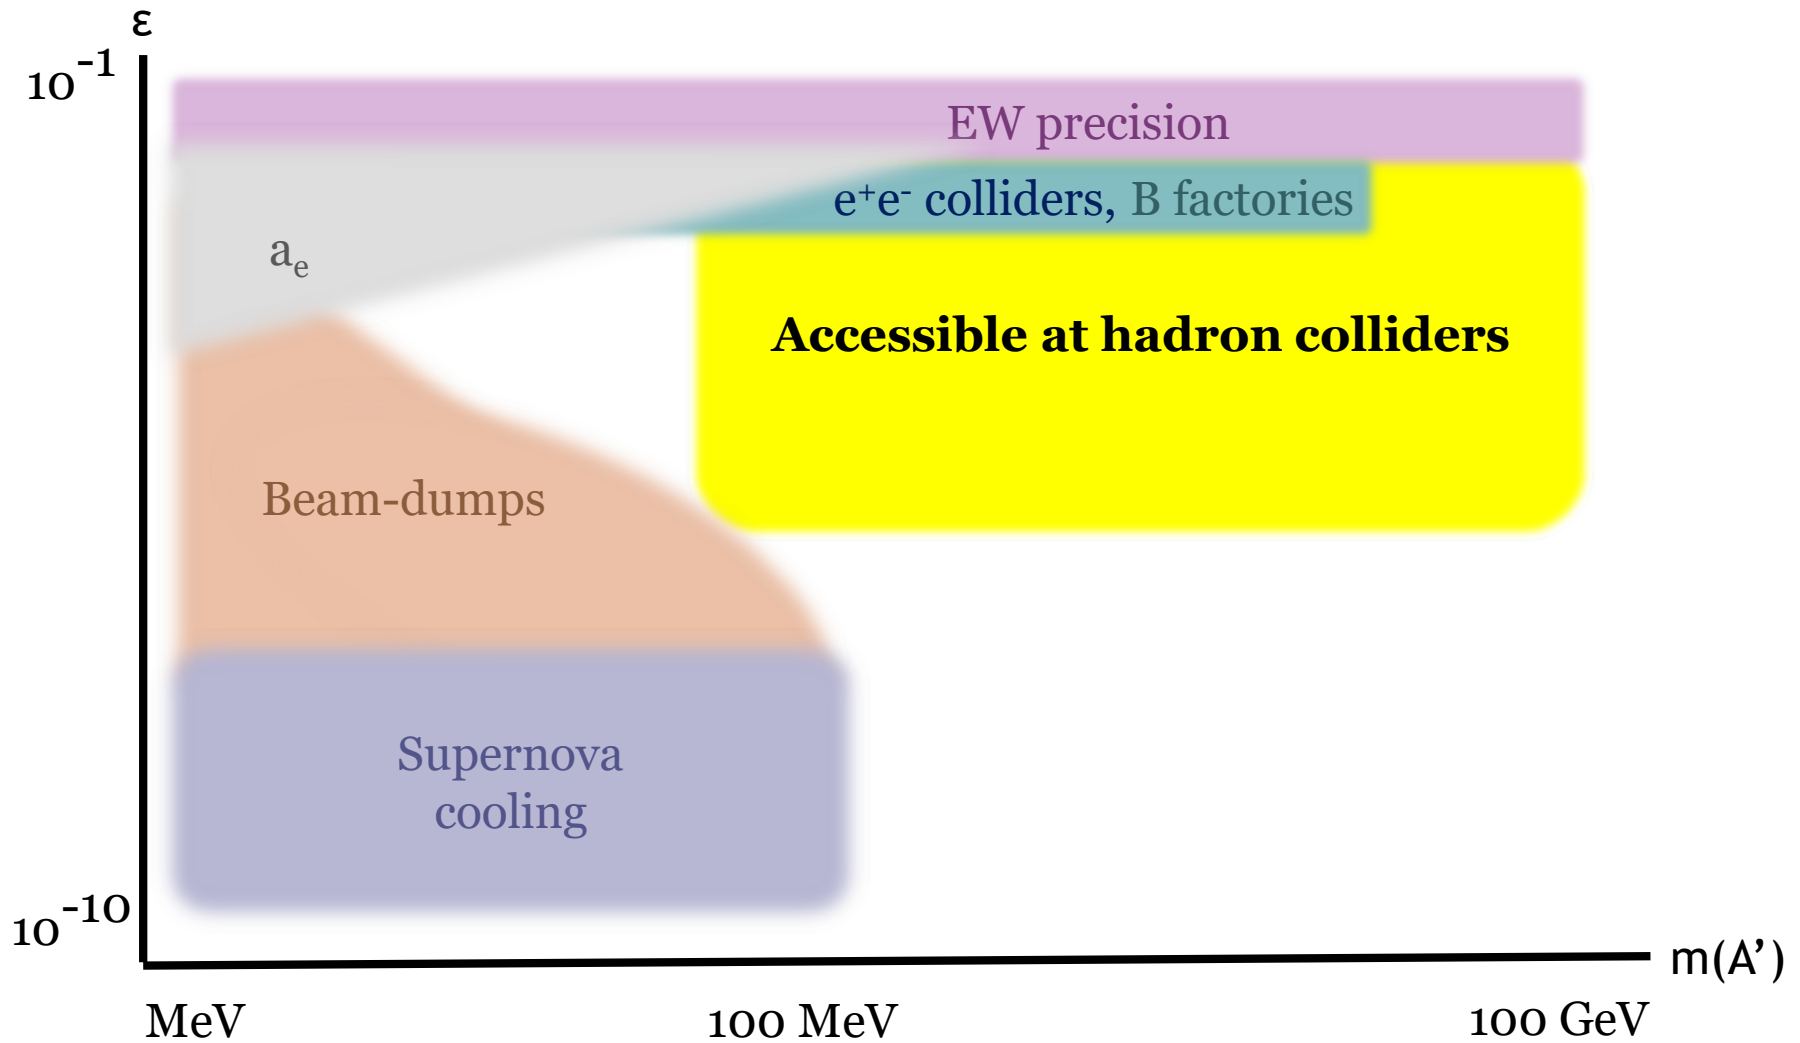 ε
10⁻¹
EW precision
e⁺e⁻ colliders, B factories
aₑ
Accessible at hadron colliders
Beam-dumps
Supernova
cooling
10⁻¹⁰
m(A’)
MeV
100 MeV
100 GeV